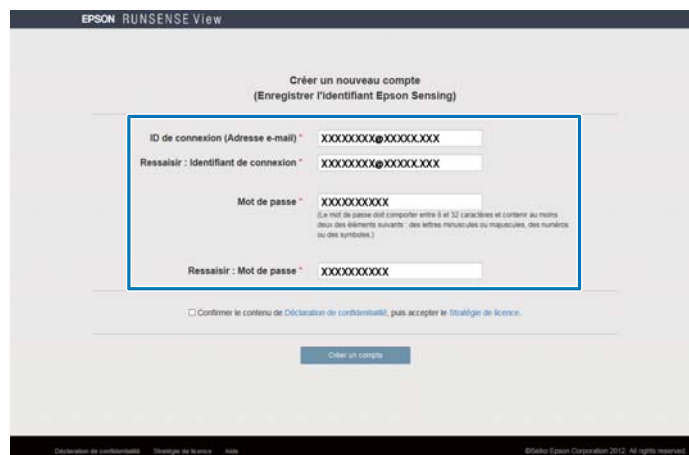 EPSON RUNSENSE View
Créer un nouveau compte
(Enregistrer l'identifiant Epson Sensing)
ID de connexion (Adresse e-mail) * XXXXXXXX@XXXXX.XXX
Ressaisir : Identifiant de connexion * XXXXXXXX@XXXXX.XXX
Mot de passe * XXXXXXXXXX
(Le mot de passe doit comporter entre 8 et 32 caractères et contenir au moins
deux des éléments suivants : des lettres minuscules ou majuscules, des numéros
ou des symboles.)
Ressaisir : Mot de passe * XXXXXXXXXX
Confirmer le contenu de Déclaration de confidentialité, puis accepter le Stratégie de licence.
Créer un compte
Déclaration de confidentialité Stratégie de licence Aide ©Seiko Epson Corporation 2012. All rights reserved.